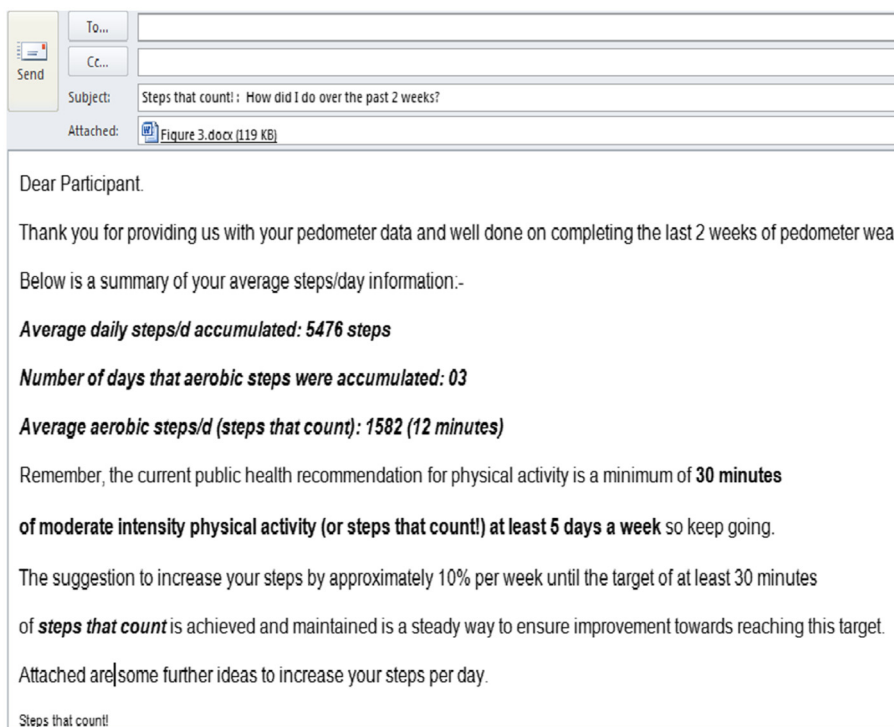 To...
Send
Cc...
Subject: Steps that count! : How did I do over the past 2 weeks?
Attached: Figure 3.docx (119 KB)
Dear Participant.
Thank you for providing us with your pedometer data and well done on completing the last 2 weeks of pedometer wea
Below is a summary of your average steps/day information:-
Average daily steps/d accumulated: 5476 steps
Number of days that aerobic steps were accumulated: 03
Average aerobic steps/d (steps that count): 1582 (12 minutes)
Remember, the current public health recommendation for physical activity is a minimum of 30 minutes
of moderate intensity physical activity (or steps that count!) at least 5 days a week so keep going.
The suggestion to increase your steps by approximately 10% per week until the target of at least 30 minutes
of steps that count is achieved and maintained is a steady way to ensure improvement towards reaching this target.
Attached are some further ideas to increase your steps per day.
Steps that count!